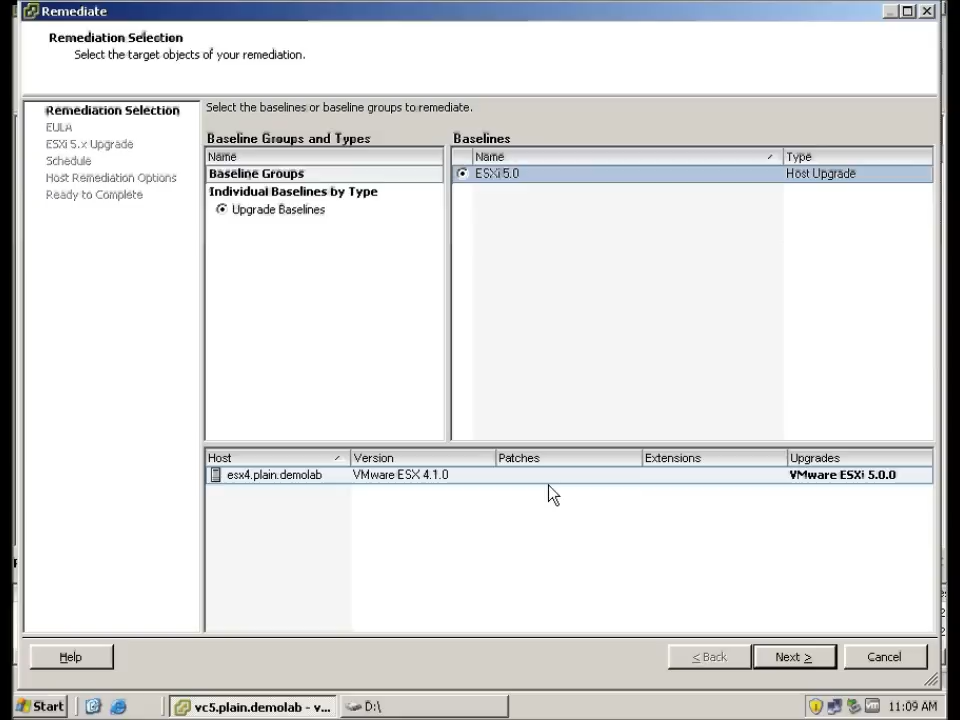 Remediate
Remediation Selection
Select the target objects of your remediation.
Remediation Selection
EULA
ESXi 5.x Upgrade
Schedule
Host Remediation Options
Ready to Complete
Select the baselines or baseline groups to remediate.
Baseline Groups and Types
Name
Baseline Groups
Individual Baselines by Type
Upgrade Baselines
Baselines
Name Type
ESXi 5.0 Host Upgrade
Host Version Patches Extensions Upgrades
esx4.plain.demolab VMware ESX 4.1.0 VMware ESXi 5.0.0
Help < Back Next > Cancel
Start vc5.plain.demolab - v... D:\ 11:09 AM